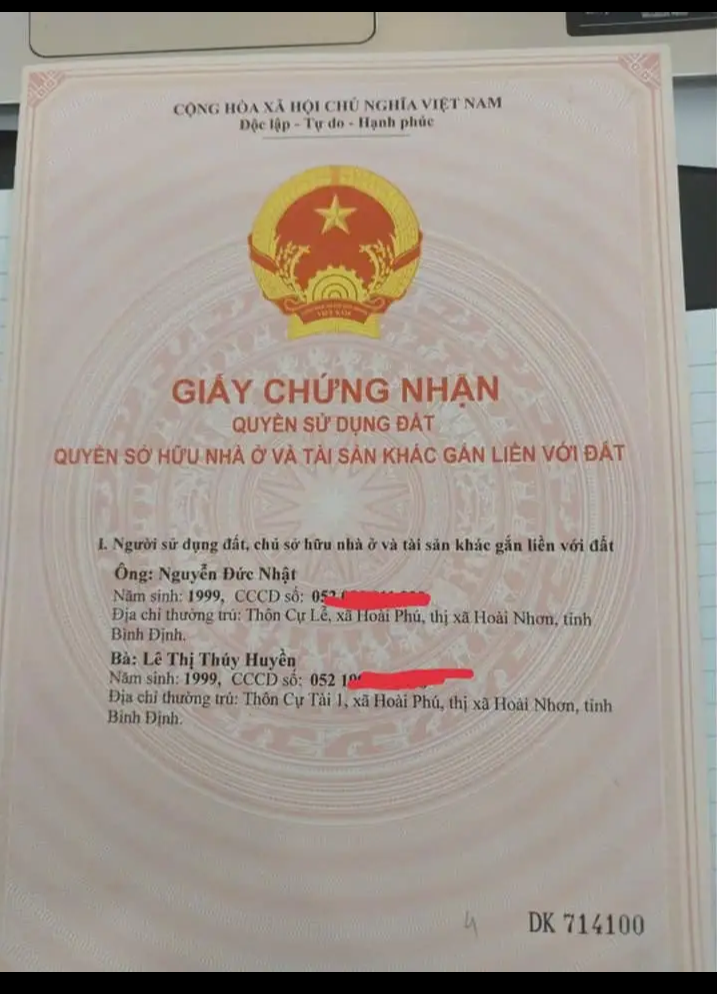 CỘNG HÒA XÃ HỘI CHỦ NGHĨA VIỆT NAM
Độc lập - Tự do - Hạnh phúc
GIẤY CHỨNG NHẬN
QUYỀN SỬ DỤNG ĐẤT
QUYỀN SỞ HỮU NHÀ Ở VÀ TÀI SẢN KHÁC GẮN LIỀN VỚI ĐẤT
I. Người sử dụng đất, chủ sở hữu nhà ở và tài sản khác gắn liền với đất
Ông: Nguyễn Đức Nhật
Năm sinh: 1999, CCCD số: 052
Địa chỉ thường trú: Thôn Cự Lễ, xã Hoài Phú, thị xã Hoài Nhơn, tỉnh
Bình Định.
Bà: Lê Thị Thúy Huyền
Năm sinh: 1999, CCCD số: 052
Địa chỉ thường trú: Thôn Cự Tài 1, xã Hoài Phú, thị xã Hoài Nhơn, tỉnh
Bình Định.
4
DK 714100